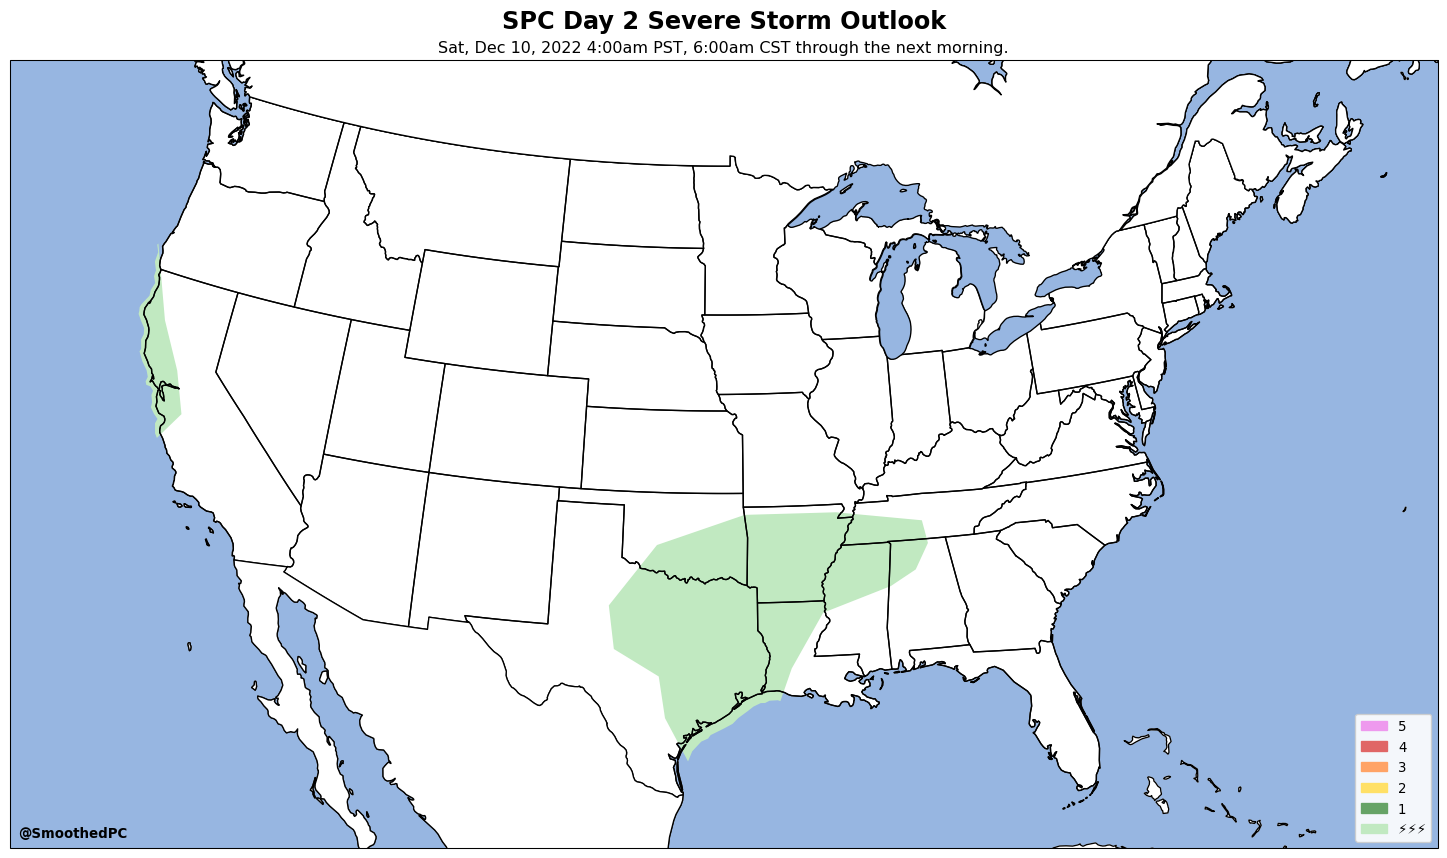 SPC Day 2 Severe Storm Outlook
Sat, Dec 10, 2022 4:00am PST, 6:00am CST through the next morning.
5
4
3
2
1
⚡⚡⚡
@SmoothedPC